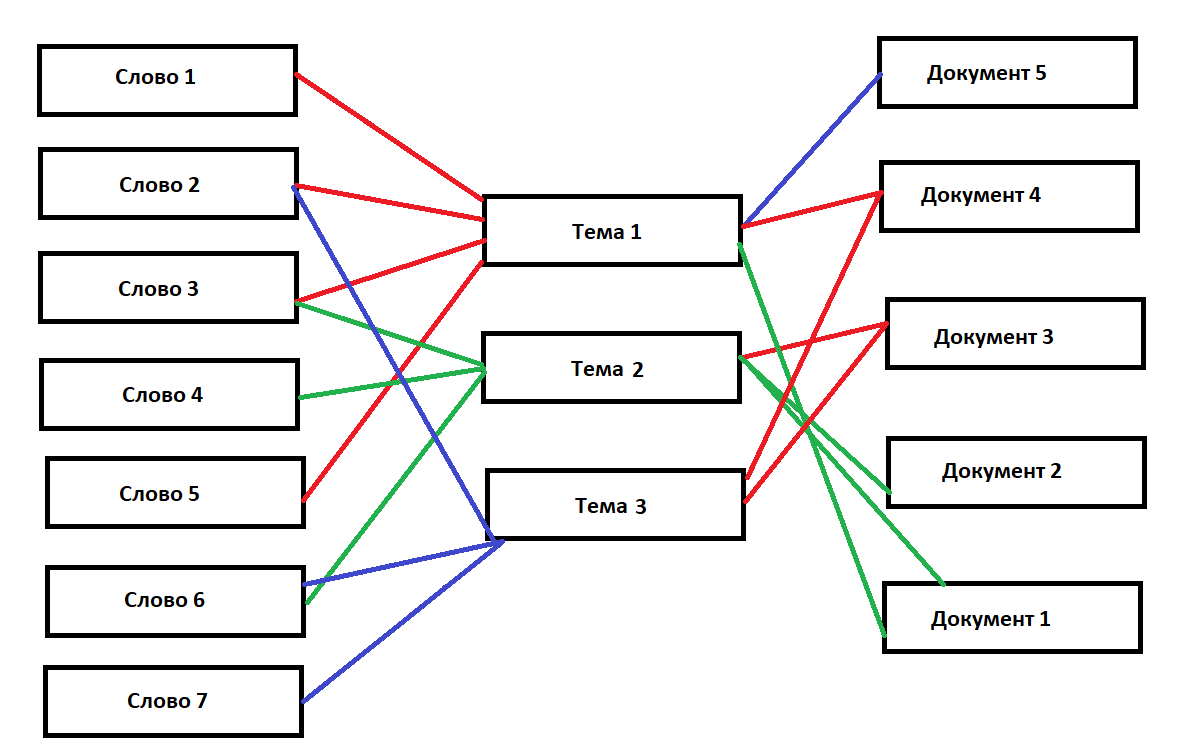 Слово 1
Слово 2
Слово 3
Слово 4
Слово 5
Слово 6
Слово 7
Тема 1
Тема 2
Тема 3
Документ 5
Документ 4
Документ 3
Документ 2
Документ 1